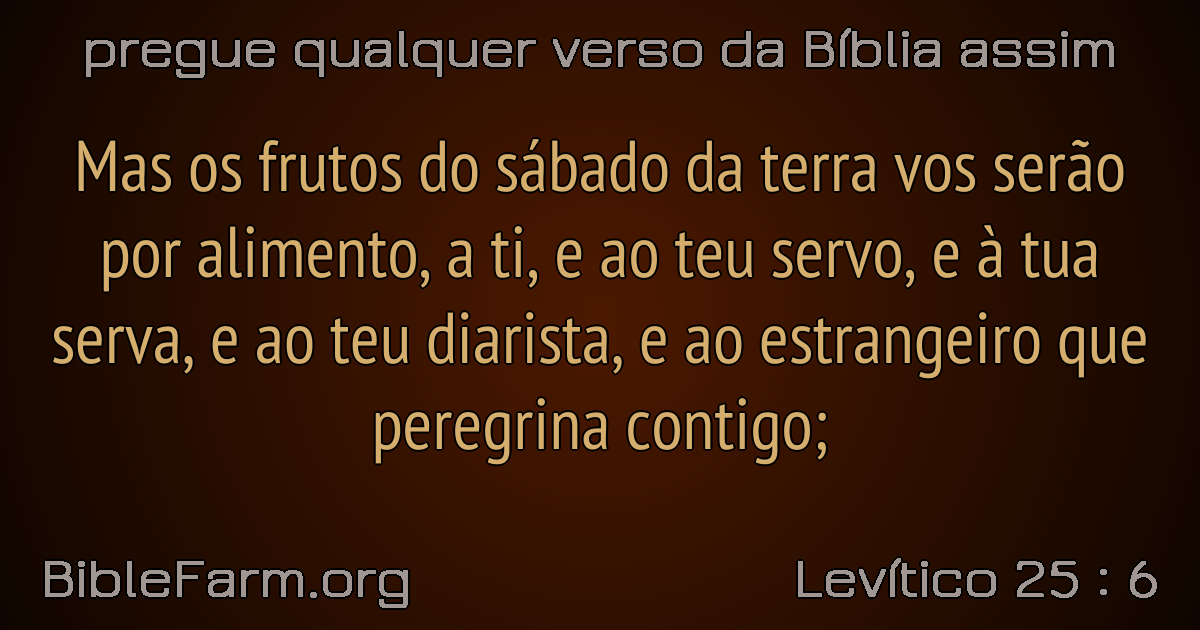 pregue qualquer verso da Bíblia assim
Mas os frutos do sábado da terra vos serão
por alimento, a ti, e ao teu servo, e à tua
serva, e ao teu diarista, e ao estrangeiro que
peregrina contigo;
BibleFarm.org
Levítico 25 : 6